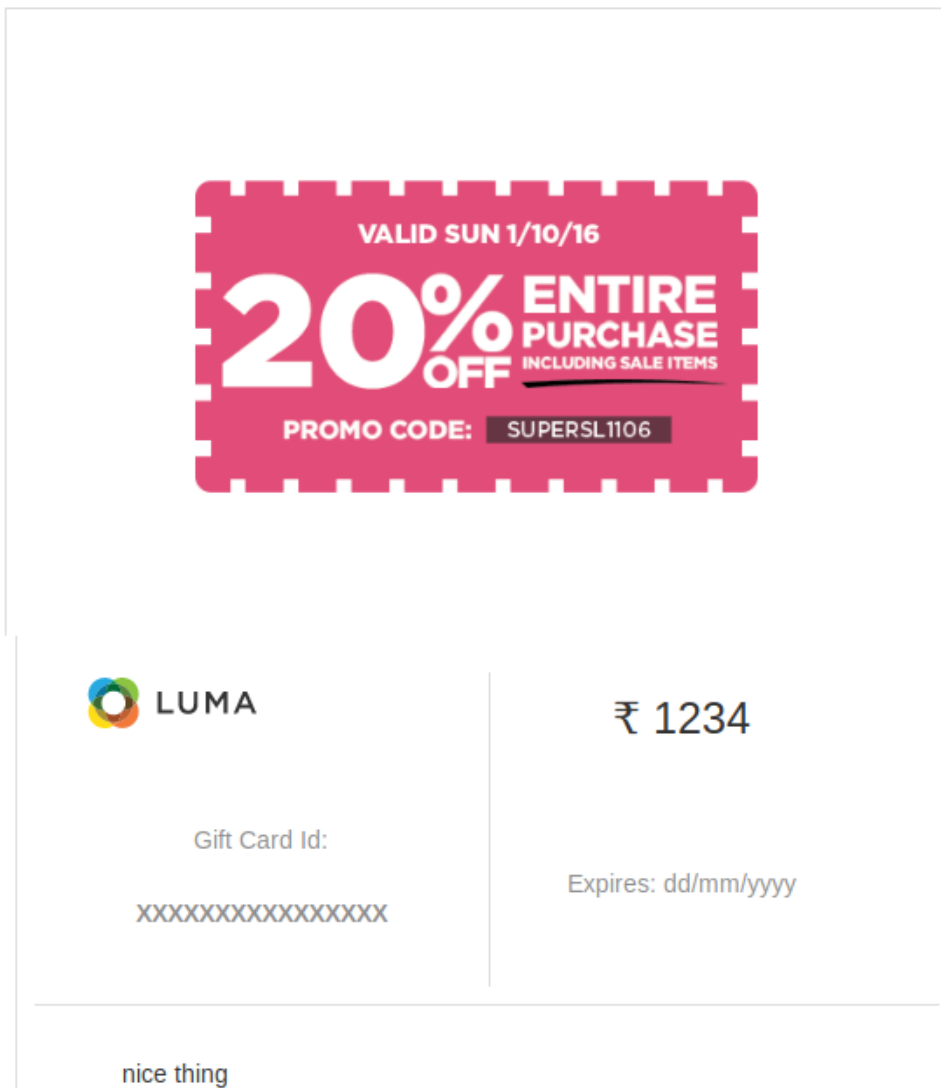 VALID SUN 1/10/16
20% OFF ENTIRE
PURCHASE
INCLUDING SALE ITEMS
PROMO CODE: SUPERSL1106
LUMA
₹ 1234
Gift Card Id:
XXXXXXXXXXXXXXXX
Expires: dd/mm/yyyy
nice thing